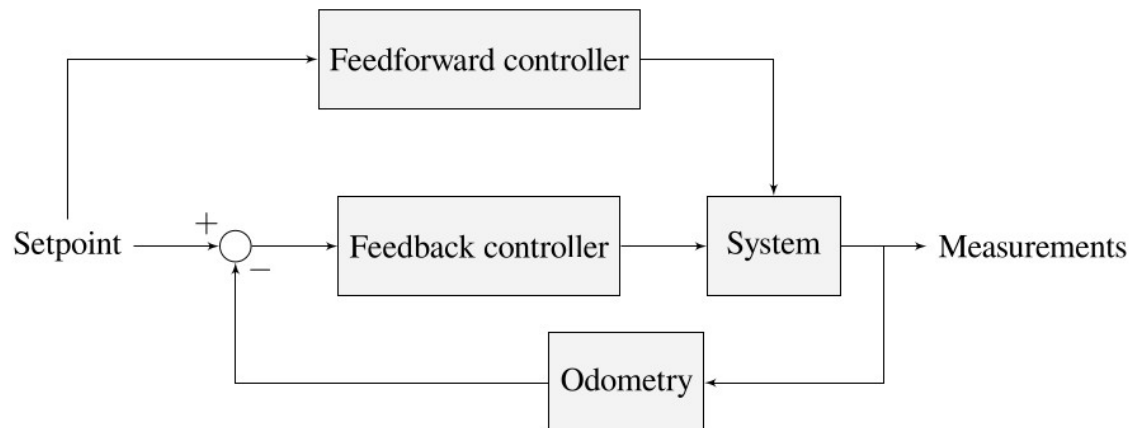 Feedforward controller
+
Setpoint
Feedback controller
System
Measurements
−
Odometry